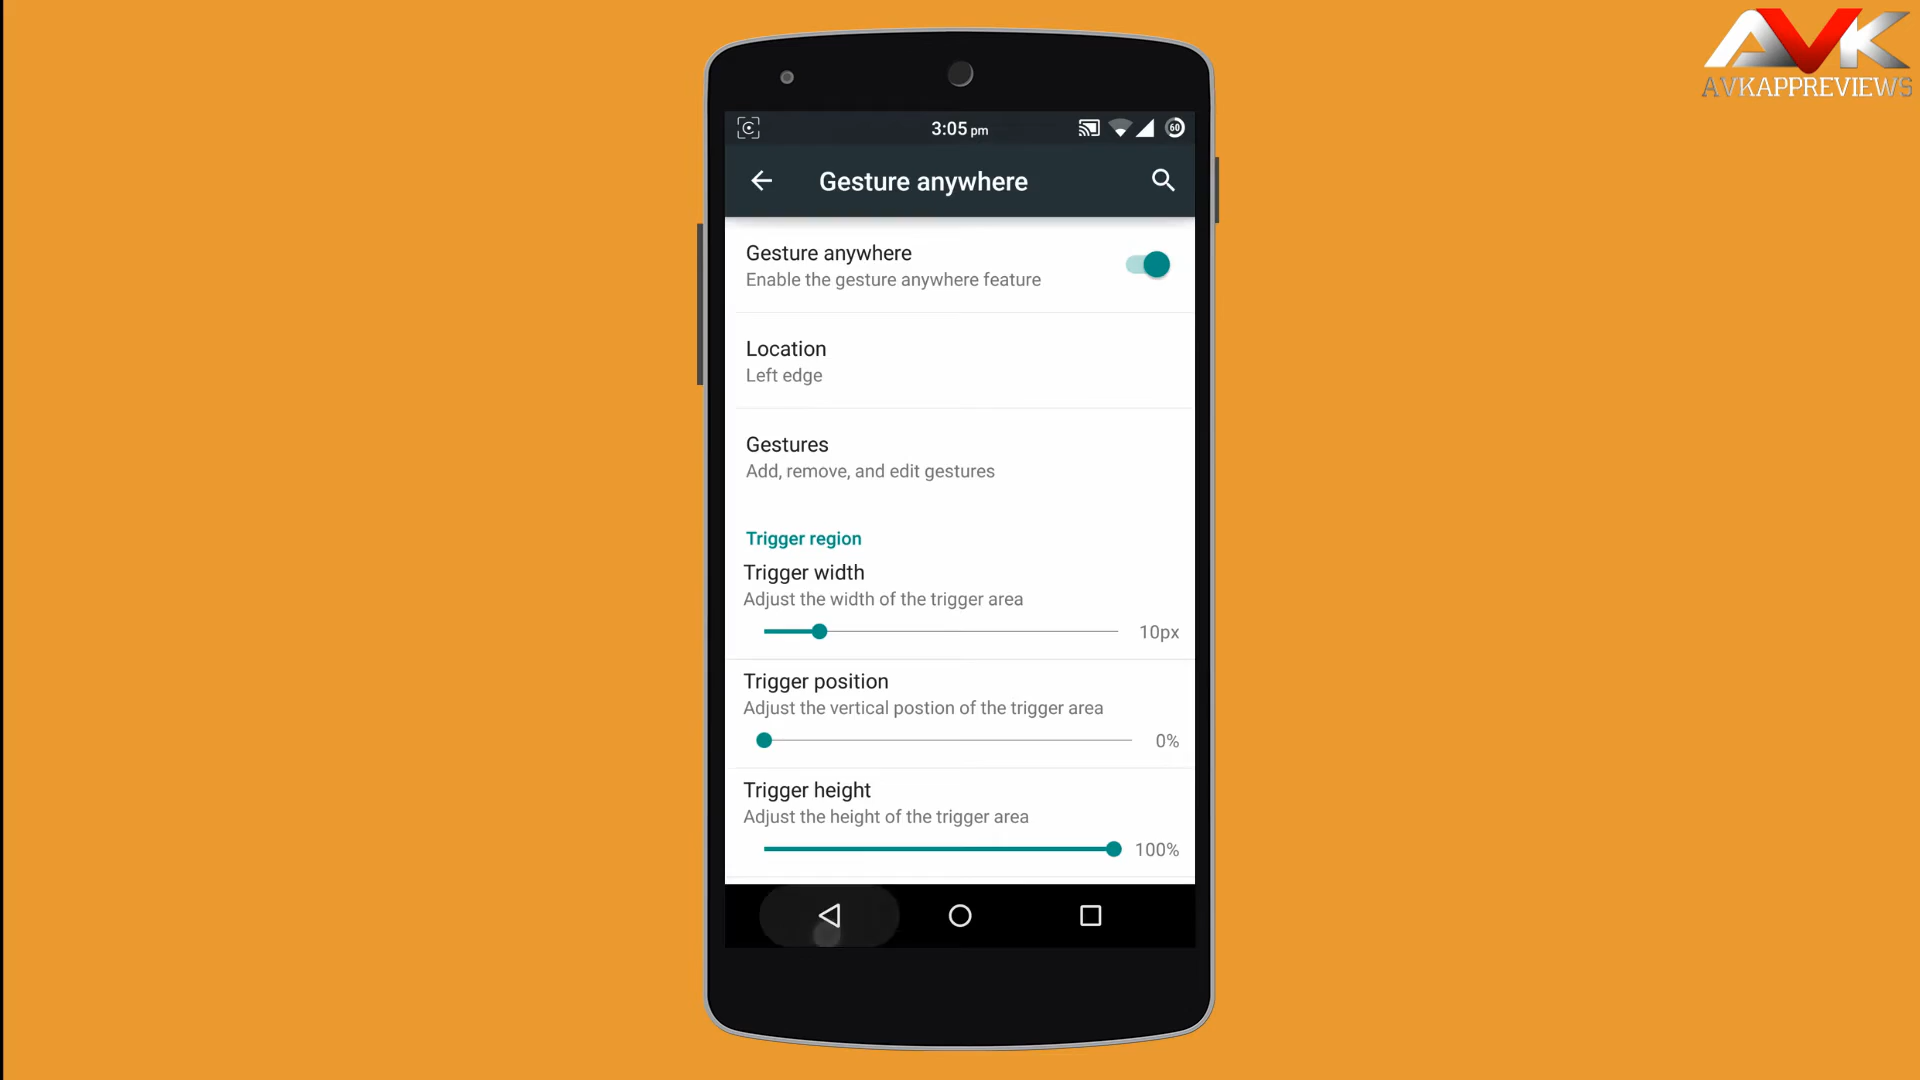 AVK
AVKAPPREVIEWS
3:05 pm
60
Gesture anywhere
Gesture anywhere
Enable the gesture anywhere feature
Location
Left edge
Gestures
Add, remove, and edit gestures
Trigger region
Trigger width
Adjust the width of the trigger area
10px
Trigger position
Adjust the vertical postion of the trigger area
0%
Trigger height
Adjust the height of the trigger area
100%